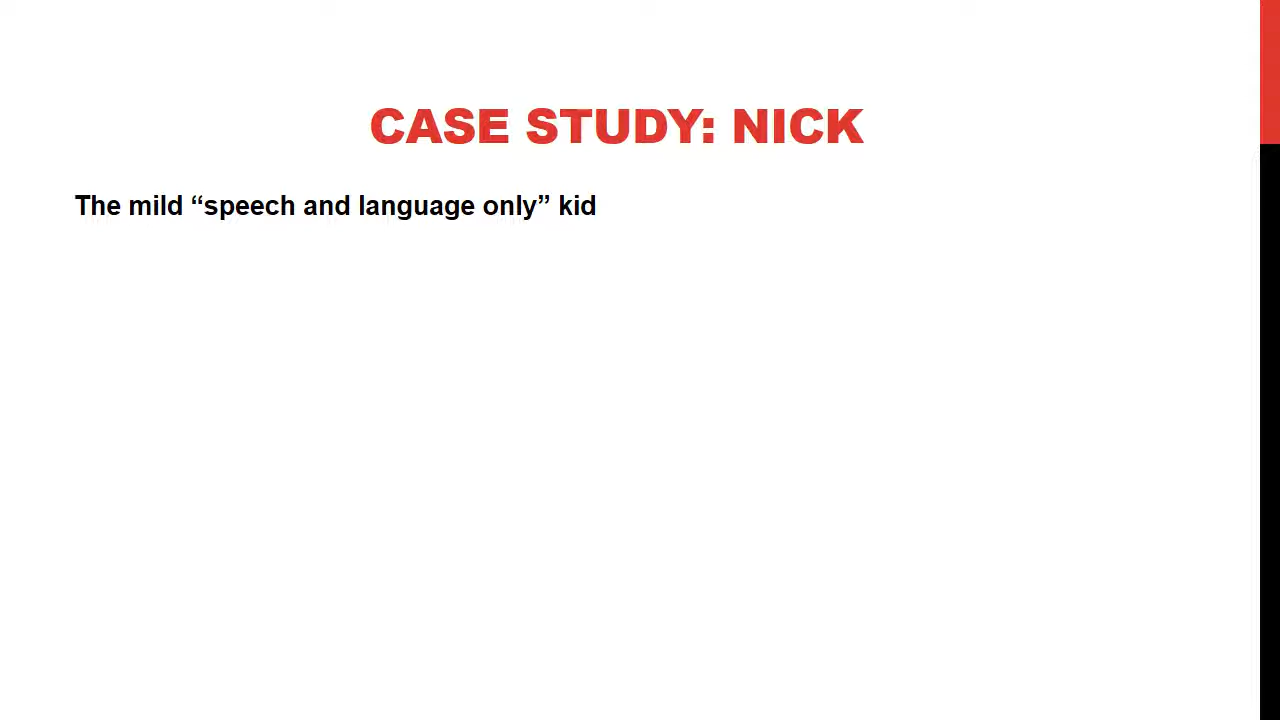 CASE STUDY: NICK
The mild “speech and language only” kid